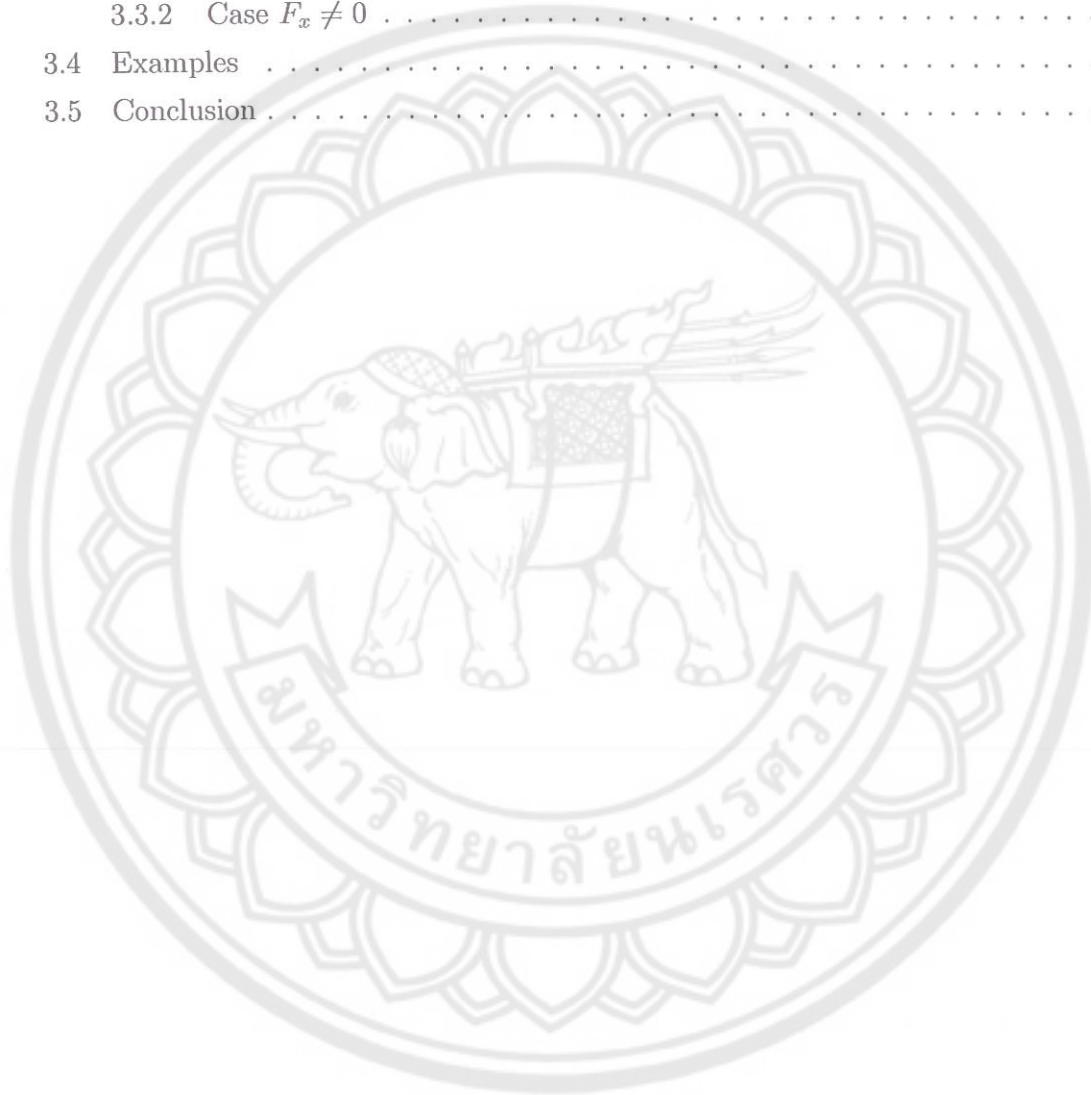 3.3.2 Case $F_x \neq 0$ . . . . . . . . . . . . . . . . . . . . . . . . . . . . . . . . . .
3.4 Examples . . . . . . . . . . . . . . . . . . . . . . . . . . . . . . . . . . . . . . . .
3.5 Conclusion . . . . . . . . . . . . . . . . . . . . . . . . . . . . . . . . . . . . . . . .
มหาวิทยาลัยนเรศวร